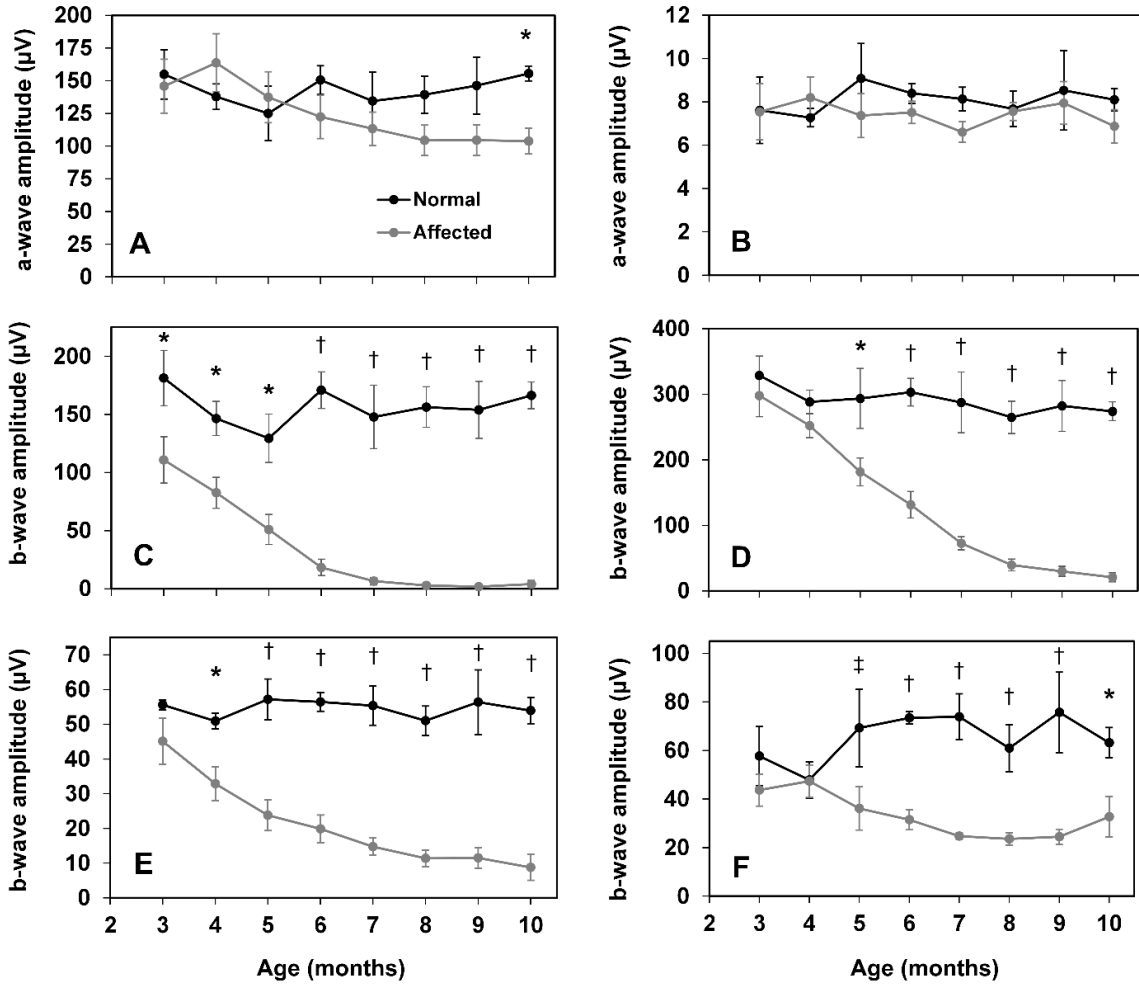 a-wave amplitude (µV)
200
175
150
125
100
75
50
25
0
*
Normal
Affected
A
a-wave amplitude (µV)
12
10
8
6
4
2
0
B
b-wave amplitude (µV)
200
150
100
50
0
* * * † † † † †
C
b-wave amplitude (µV)
400
300
200
100
0
* † † † † †
D
b-wave amplitude (µV)
70
60
50
40
30
20
10
0
* † † † † † †
E
2 3 4 5 6 7 8 9 10
Age (months)
b-wave amplitude (µV)
100
80
60
40
20
0
‡ † † † † *
F
2 3 4 5 6 7 8 9 10
Age (months)